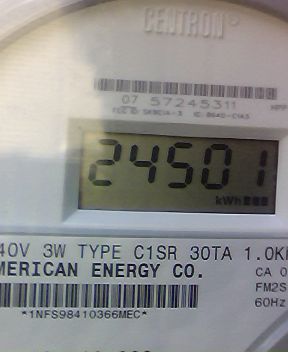 CENTRON®
07 57245311
24501
kWh
40V 3W TYPE C1SR 30TA 1.0K
MERICAN ENERGY CO.
CA 0
FM2S
60Hz
*1NFS98410366MEC*